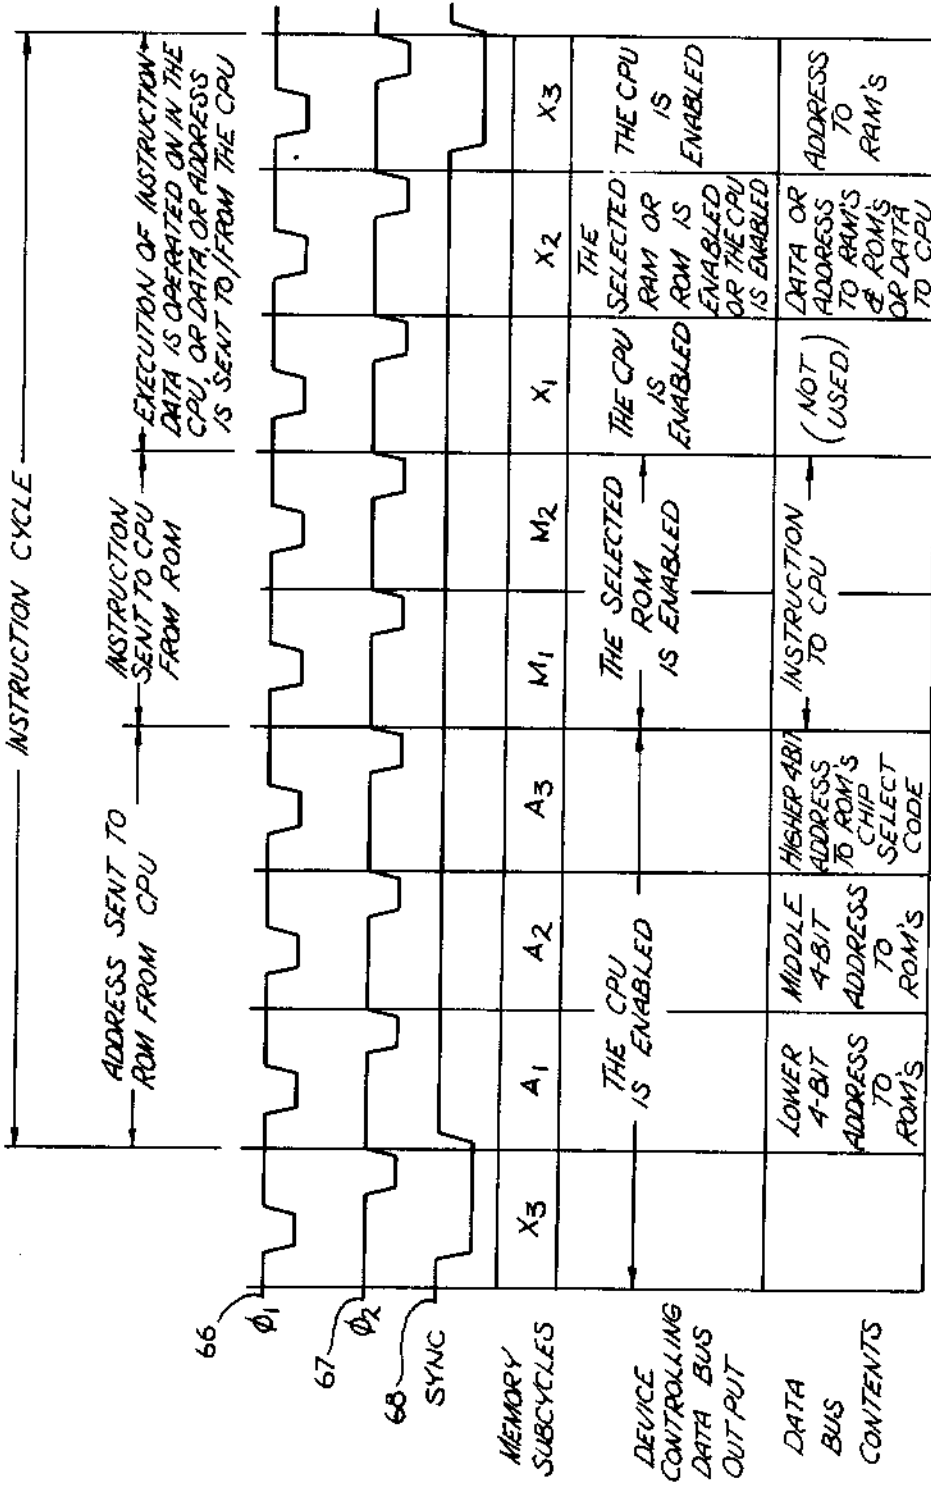 INSTRUCTION CYCLE
ADDRESS SENT TO
ROM FROM CPU
INSTRUCTION
SENT TO CPU
FROM ROM
EXECUTION OF INSTRUCTION
DATA IS OPERATED ON IN THE
CPU, OR DATA OR ADDRESS
IS SENT TO/FROM THE CPU
66
ϕ1
67
ϕ2
68
SYNC
MEMORY
SUBCYCLES
X3
A1
A2
A3
M1
M2
X1
X2
X3
DEVICE
CONTROLLING
DATA BUS
OUTPUT
THE CPU
IS ENABLED
THE SELECTED
ROM
IS ENABLED
THE CPU
IS
ENABLED
THE
SELECTED
RAM OR
ROM IS
ENABLED
OR THE CPU
IS ENABLED
THE CPU
IS
ENABLED
DATA
BUS
CONTENTS
LOWER
4-BIT
ADDRESS
TO
ROM'S
MIDDLE
4-BIT
ADDRESS
TO
ROM'S
HIGHER 4BIT
ADDRESS
TO ROM'S
CHIP
SELECT
CODE
INSTRUCTION
TO CPU
(NOT
USED)
DATA OR
ADDRESS
TO RAM'S
& ROM'S
OR DATA
TO CPU
ADDRESS
TO
RAM'S